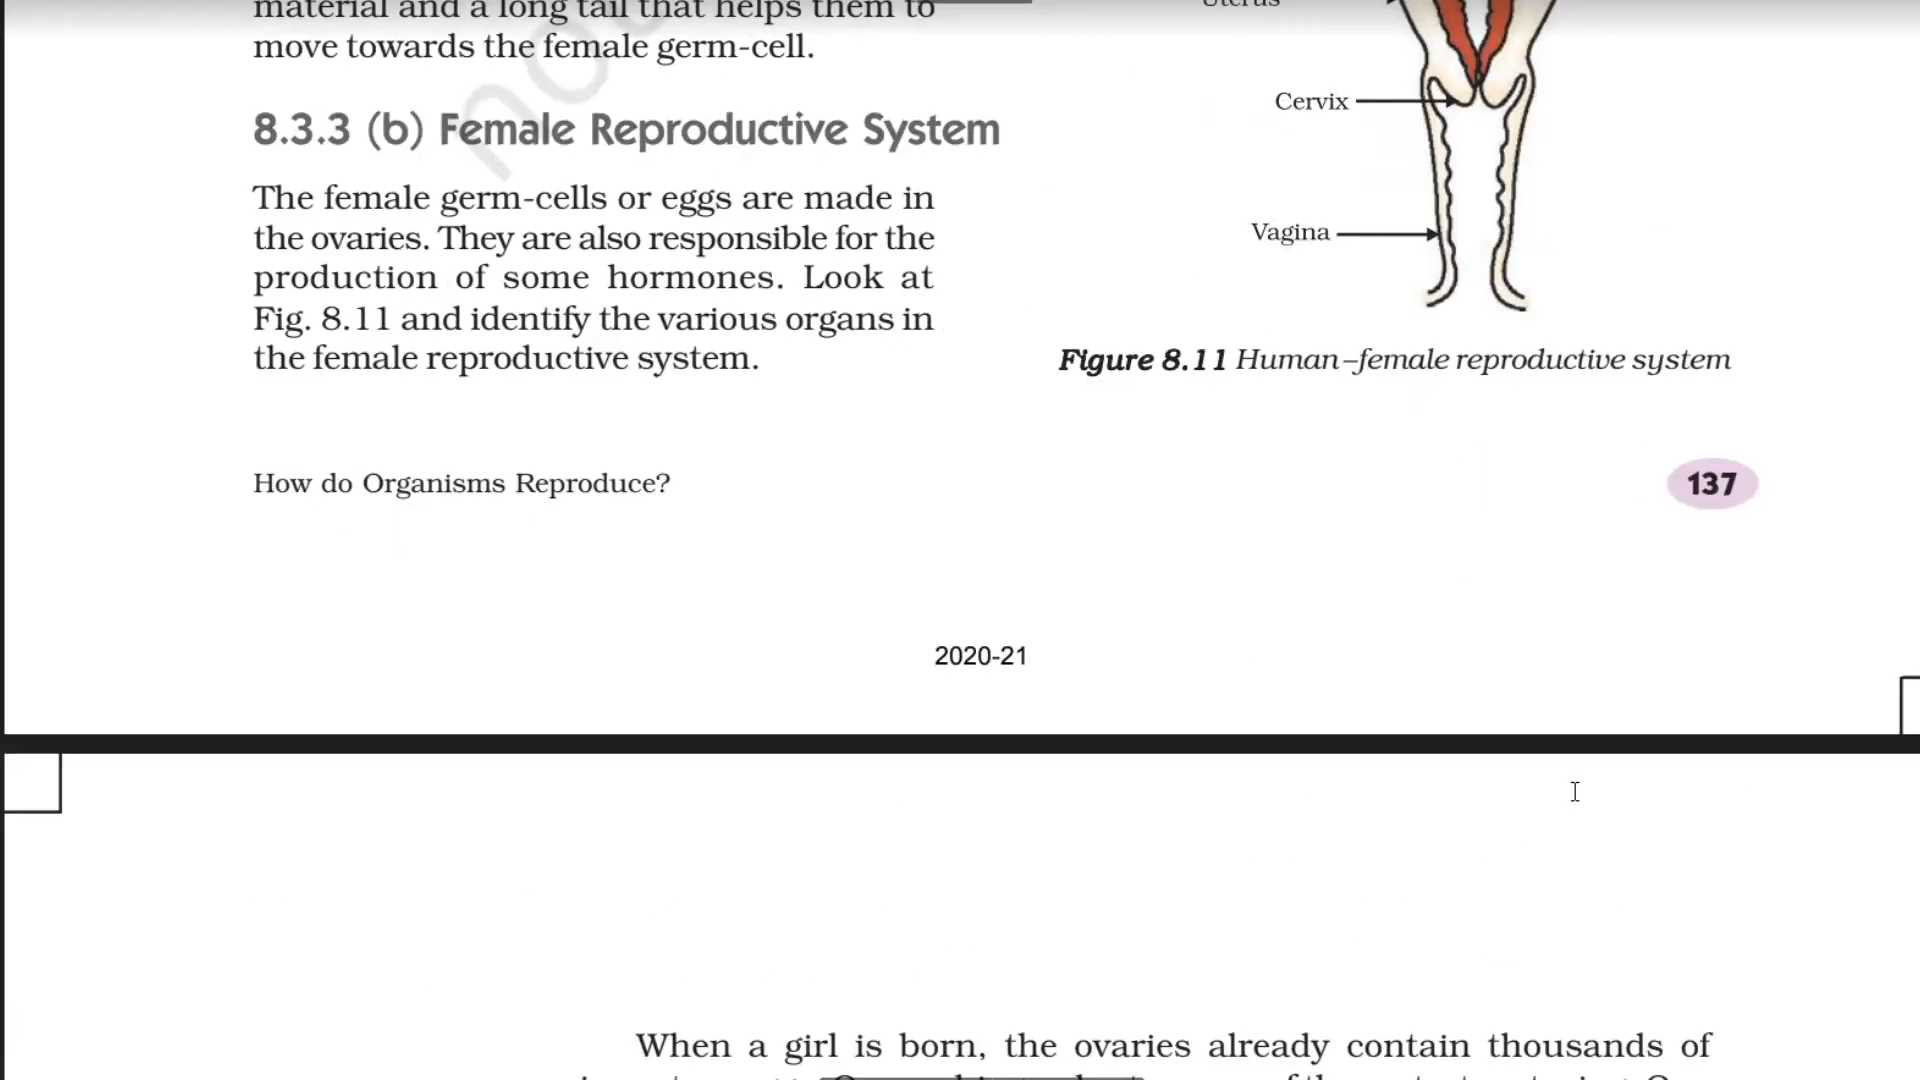 material and a long tail that helps them to
move towards the female germ-cell.
8.3.3 (b) Female Reproductive System
The female germ-cells or eggs are made in
the ovaries. They are also responsible for the
production of some hormones. Look at
Fig. 8.11 and identify the various organs in
the female reproductive system.
Uterus
Cervix
Vagina
Figure 8.11 Human–female reproductive system
How do Organisms Reproduce?
137
2020-21
When a girl is born, the ovaries already contain thousands of